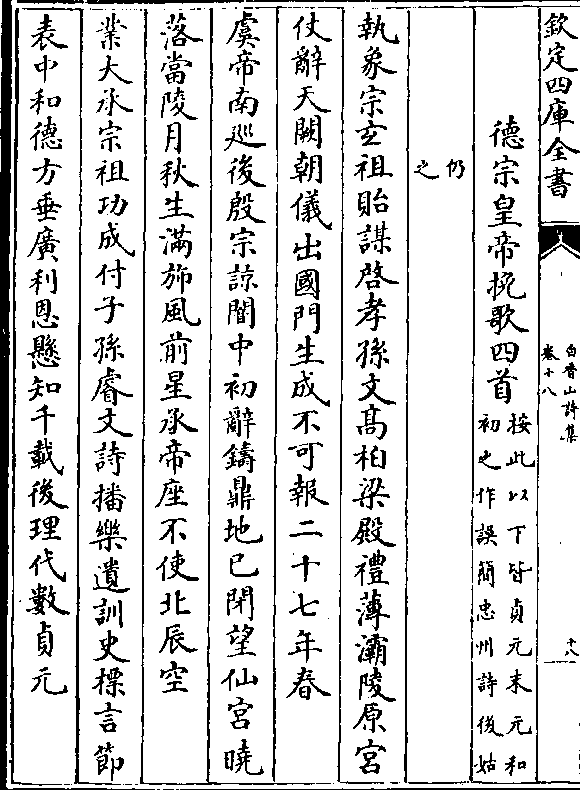 欽定四庫全書
白香山詩集
卷十八
十八
德宗皇帝挽歌四首
按此以下皆貞元末元和
初之作誤簡忠州詩後姑
仍
之
執象宗玄祖貽謀啓孝孫文髙柏梁殿禮薄灞陵原宮
仗辭天闕朝儀出國門生成不可報二十七年春
虞帝南巡後殷宗諒闇中初辭鑄鼎地已閉望仙宮曉
落當陵月秋生滿斾風前星承帝座不使北辰空
業大承宗祖功成付子孫睿文詩播樂遺訓史標言節
表中和德方垂廣利恩懸知千載後理代數貞元